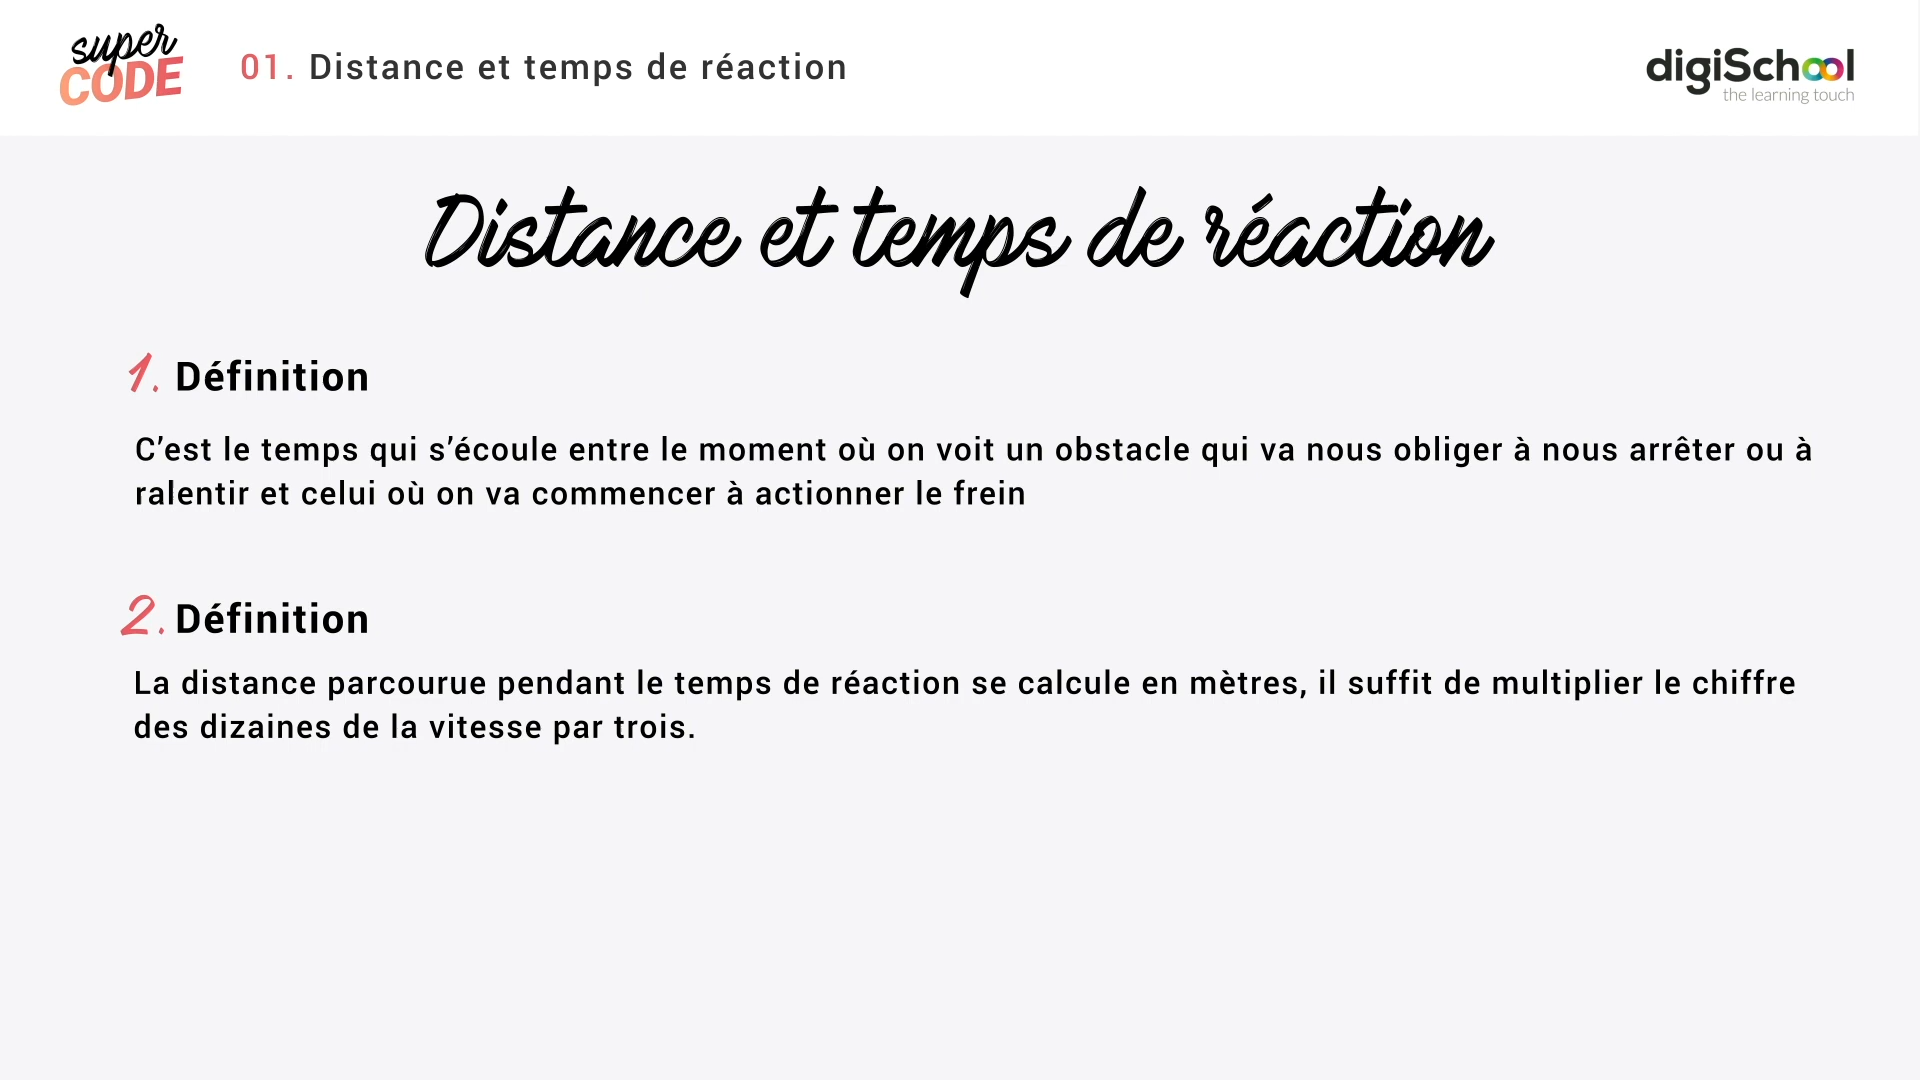 super
CODE
01. Distance et temps de réaction
digiSchool
the learning touch
Distance et temps de réaction
1. Définition
C’est le temps qui s’écoule entre le moment où on voit un obstacle qui va nous obliger à nous arrêter ou à
ralentir et celui où on va commencer à actionner le frein
2. Définition
La distance parcourue pendant le temps de réaction se calcule en mètres, il suffit de multiplier le chiffre
des dizaines de la vitesse par trois.